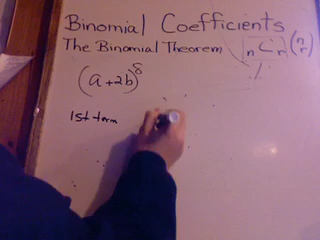 Binomial Coefficients
The Binomial Theorem nCr (n r)
(a+2b)^8
1st term